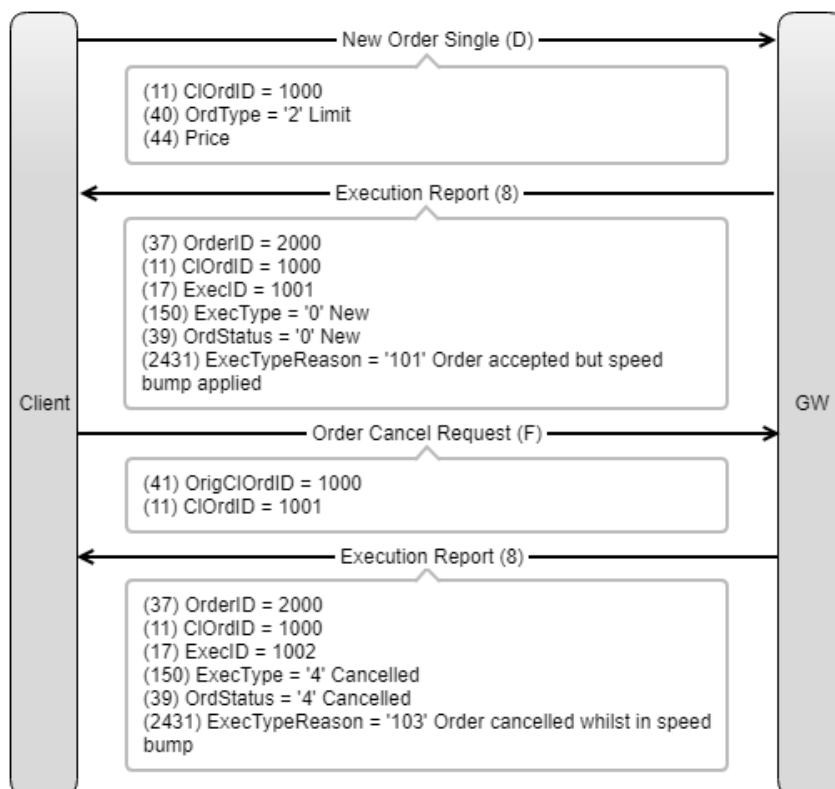 New Order Single (D)
(11) ClOrdID = 1000
(40) OrdType = '2' Limit
(44) Price
Execution Report (8)
(37) OrderID = 2000
(11) ClOrdID = 1000
(17) ExecID = 1001
(150) ExecType = '0' New
(39) OrdStatus = '0' New
(2431) ExecTypeReason = '101' Order accepted but speed
bump applied
Client
GW
Order Cancel Request (F)
(41) OrigClOrdID = 1000
(11) ClOrdID = 1001
Execution Report (8)
(37) OrderID = 2000
(11) ClOrdID = 1000
(17) ExecID = 1002
(150) ExecType = '4' Cancelled
(39) OrdStatus = '4' Cancelled
(2431) ExecTypeReason = '103' Order cancelled whilst in speed
bump